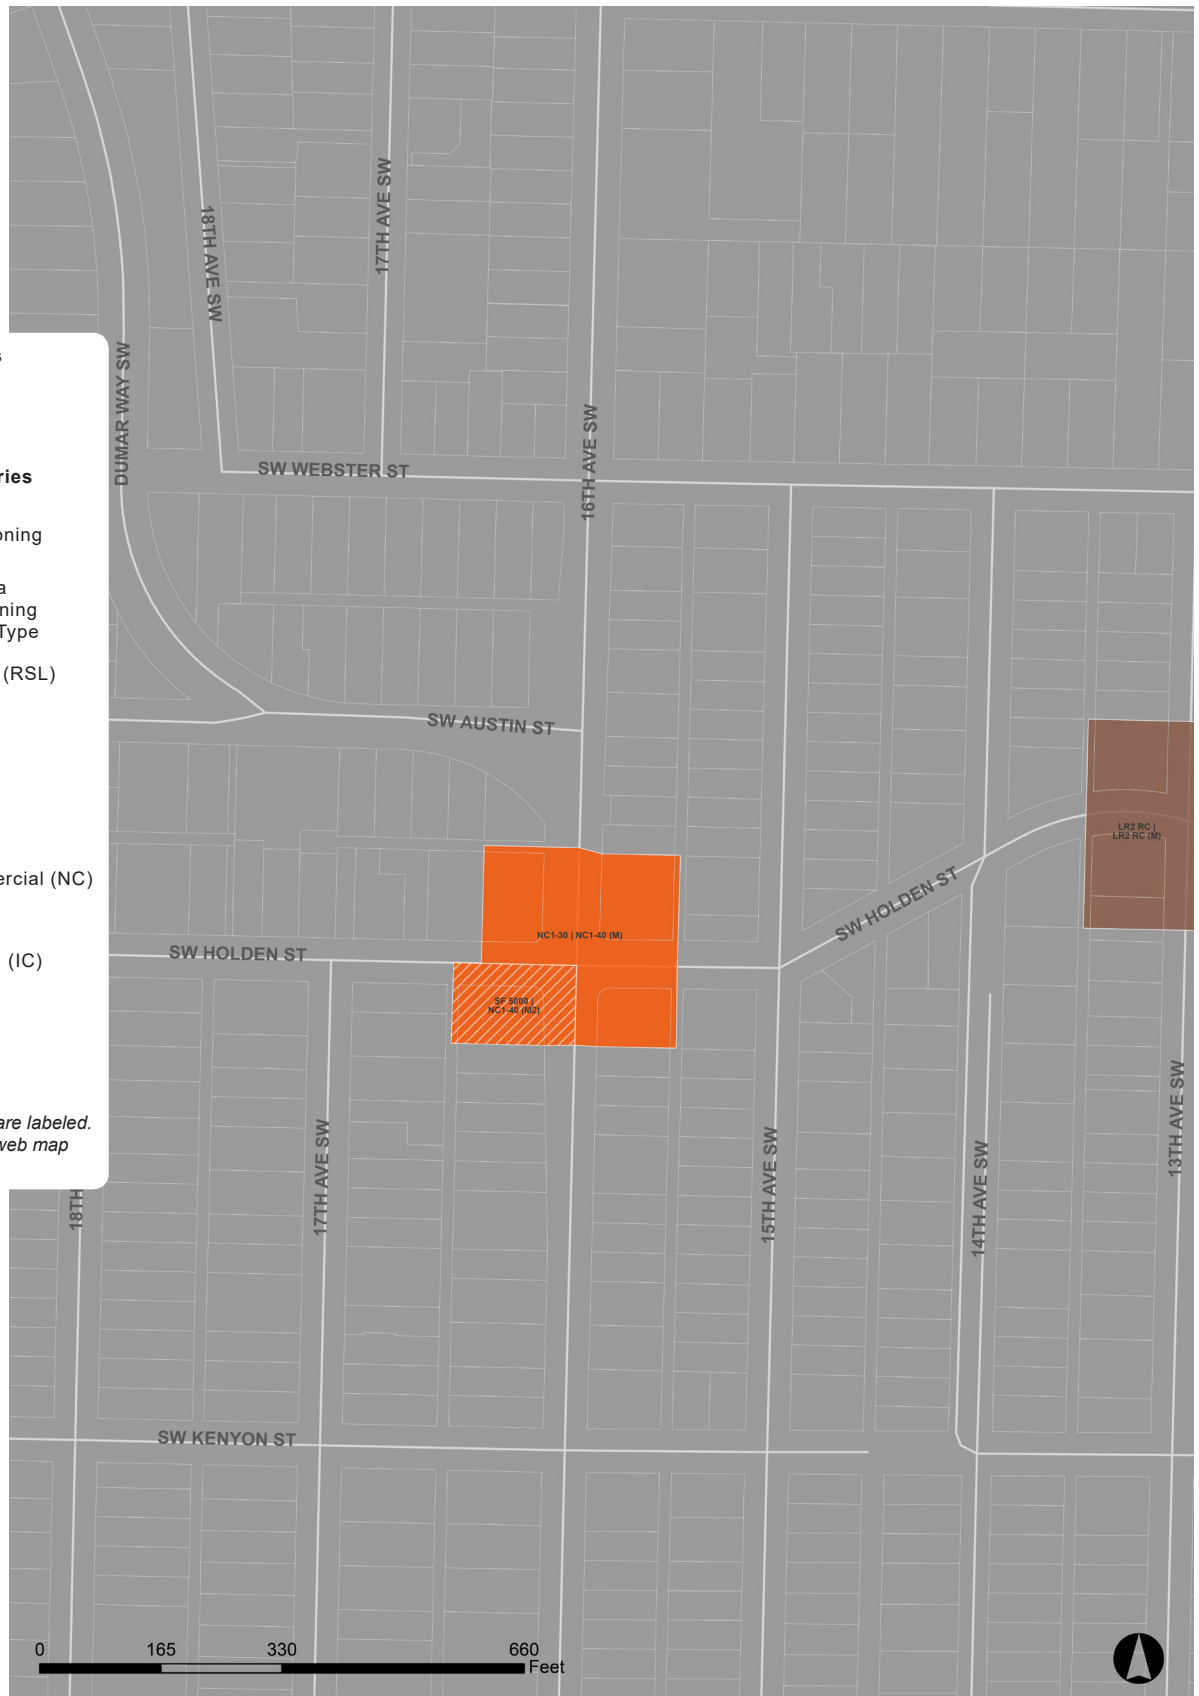 18TH AVE SW
17TH AVE SW
DUMAR WAY SW
16TH AVE SW
SW WEBSTER ST
ries
oning
a
ning
Type
(RSL)
SW AUSTIN ST
LR2 RC |
LR2 RC (M)
ercial (NC)
SW HOLDEN ST
NC1-30 | NC1-40 (M)
SW HOLDEN ST
(IC)
SF 5000 |
NC1-40 (M2)
are labeled.
web map
18TH
17TH AVE SW
15TH AVE SW
14TH AVE SW
13TH AVE SW
SW KENYON ST
0 165 330 660
Feet